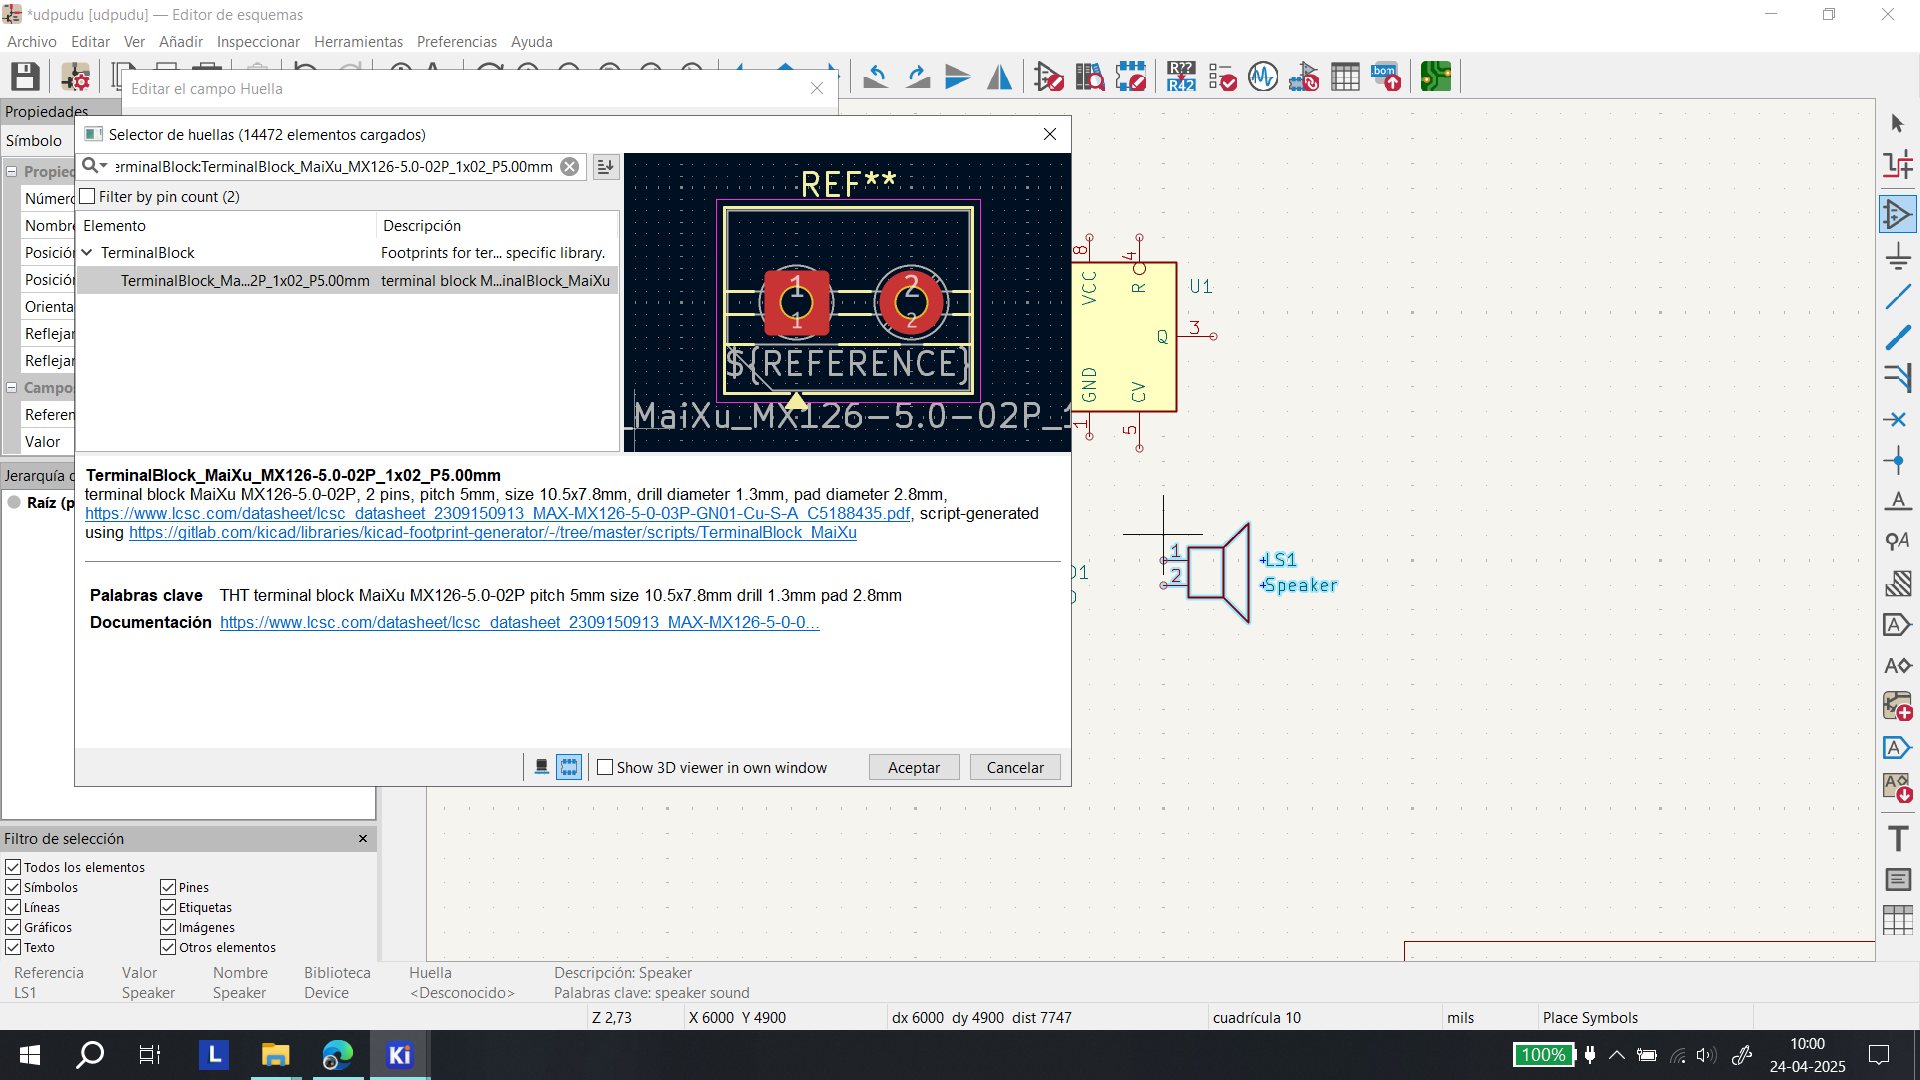 *udpudu [udpudu] — Editor de esquemas
Archivo Editar Ver Añadir Inspeccionar Herramientas Preferencias Ayuda
R??
R42
bom
Editar el campo Huella
Propiedades
Selector de huellas (14472 elementos cargados)
Símbolo
erminalBlock:TerminalBlock_MaiXu_MX126-5.0-02P_1x02_P5.00mm
Filter by pin count (2)
Elemento Descripción
TerminalBlock Footprints for ter... specific library.
TerminalBlock_Ma...2P_1x02_P5.00mm terminal block M...inalBlock_MaiXu
REF**
1 2
1 2
${REFERENCE}
_MaiXu_MX126-5.0-02P_1
TerminalBlock_MaiXu_MX126-5.0-02P_1x02_P5.00mm
terminal block MaiXu MX126-5.0-02P, 2 pins, pitch 5mm, size 10.5x7.8mm, drill diameter 1.3mm, pad diameter 2.8mm,
https://www.lcsc.com/datasheet/lcsc_datasheet_2309150913_MAX-MX126-5-0-03P-GN01-Cu-S-A_C5188435.pdf, script-generated
using https://gitlab.com/kicad/libraries/kicad-footprint-generator/-/tree/master/scripts/TerminalBlock_MaiXu
Palabras clave THT terminal block MaiXu MX126-5.0-02P pitch 5mm size 10.5x7.8mm drill 1.3mm pad 2.8mm
Documentación https://www.lcsc.com/datasheet/lcsc_datasheet_2309150913_MAX-MX126-5-0-0...
Show 3D viewer in own window
Aceptar Cancelar
Propied
Númer
Nombre
Posició
Posició
Orienta
Refleja
Refleja
Campo
Referen
Valor
Jerarquía d
Raíz (p
8 4
VCC R U1
Q 3
GND CV
1 5
1 LS1
2 Speaker
Filtro de selección
Todos los elementos
Símbolos Pines
Líneas Etiquetas
Gráficos Imágenes
Texto Otros elementos
Referencia Valor Nombre Biblioteca Huella Descripción: Speaker
LS1 Speaker Speaker Device <Desconocido> Palabras clave: speaker sound
Z 2,73 X 6000 Y 4900 dx 6000 dy 4900 dist 7747 cuadrícula 10 mils Place Symbols
L Ki 100% 10:00
24-04-2025